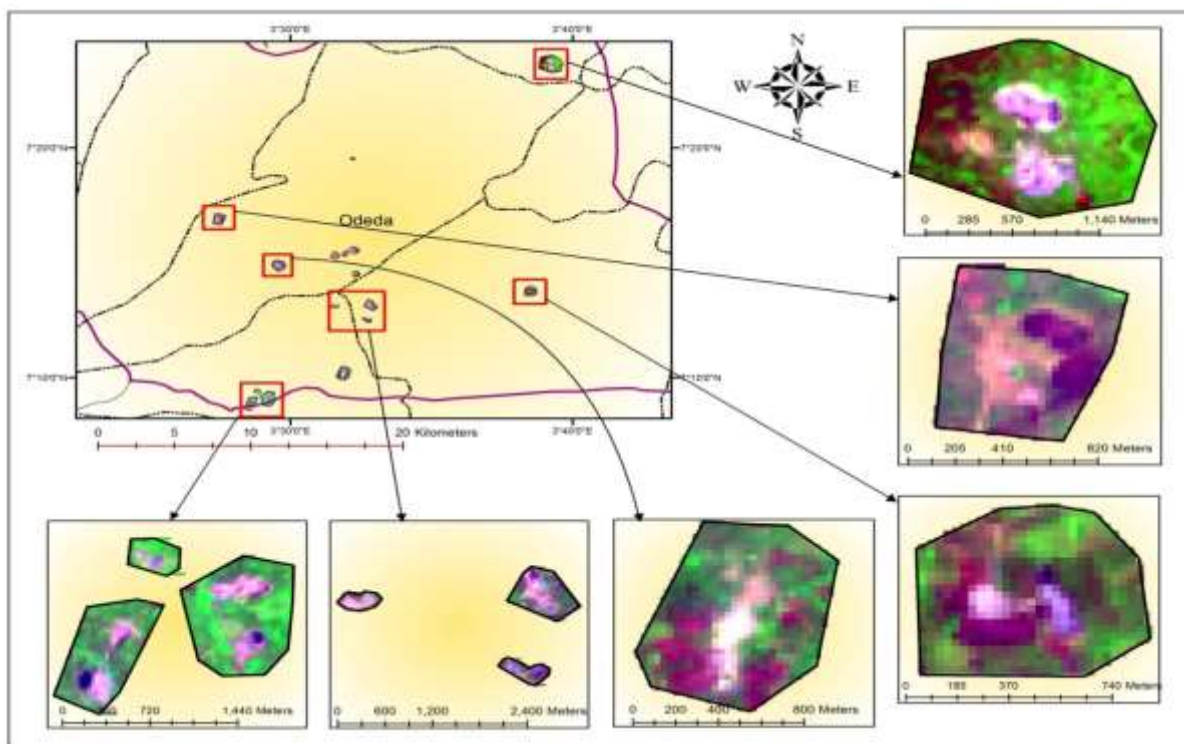 3°30'0"E
3°40'0"E
N
W E
S
7°20'0"N
7°20'0"N
Odeda
7°10'0"N
7°10'0"N
3°30'0"E
3°40'0"E
0 5 10 20 Kilometers
0 285 570 1,140 Meters
0 205 410 820 Meters
0 185 370 740 Meters
0 720 1,440 Meters
0 600 1,200 2,400 Meters
0 200 400 800 Meters